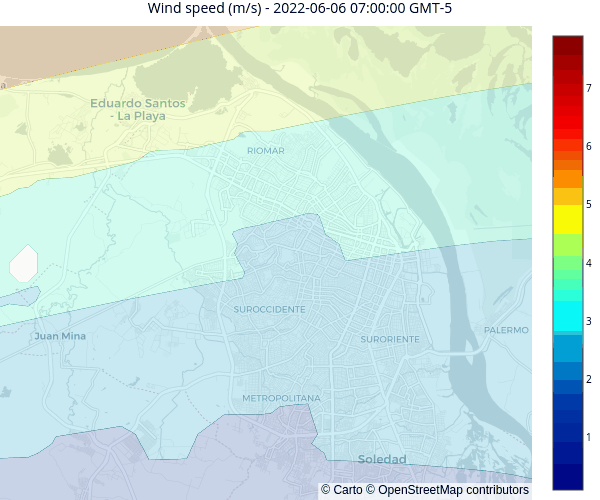 Wind speed (m/s) - 2022-06-06 07:00:00 GMT-5
a
Eduardo Santos
- La Playa
RIOMAR
SUROCCIDENTE
Juan Mina
SURORIENTE
PALERMO
METROPOLITANA
Soledad
© Carto © OpenStreetMap contributors
7
6
5
4
3
2
1